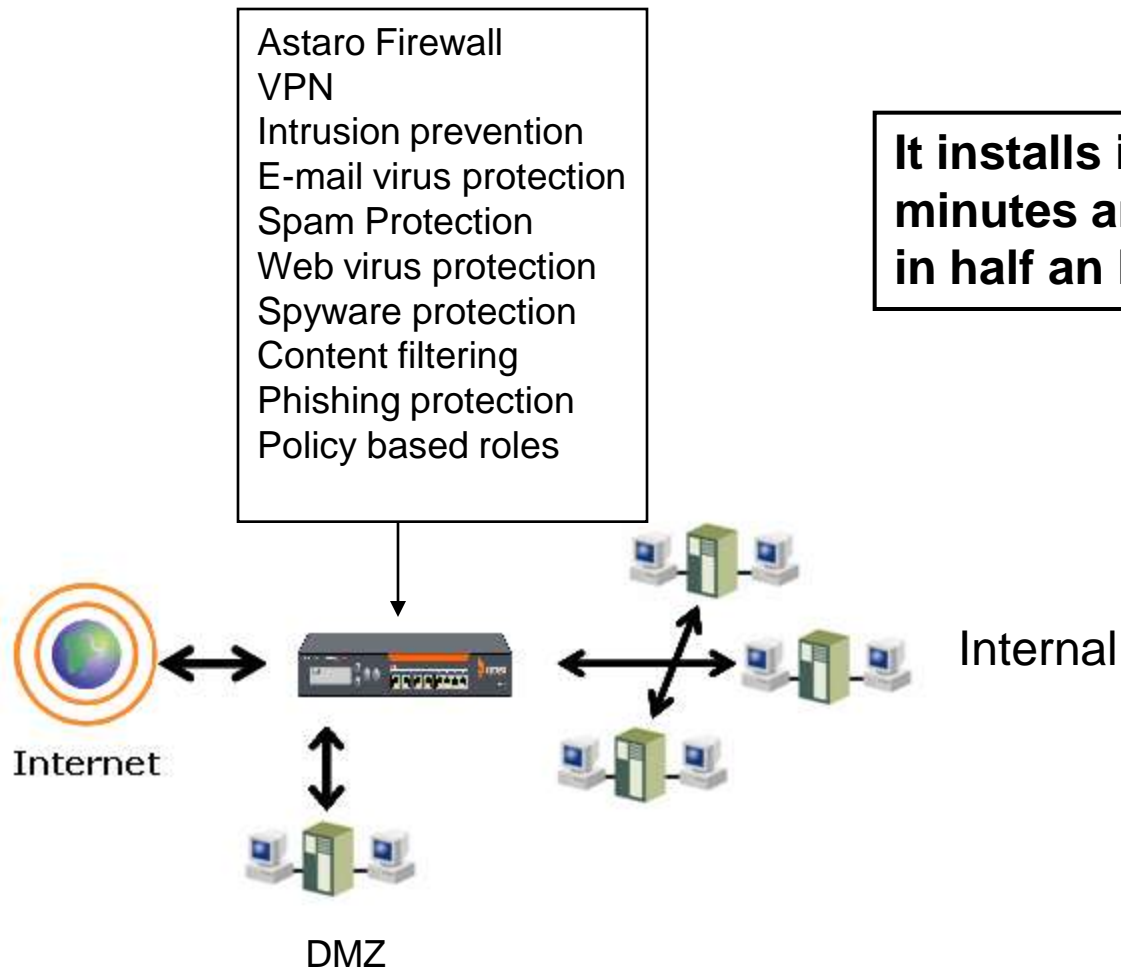 Astaro Firewall
VPN
Intrusion prevention
E-mail virus protection
Spam Protection
Web virus protection
Spyware protection
Content filtering
Phishing protection
Policy based roles
It installs
minutes
in half an
Internal
Internet
DMZ